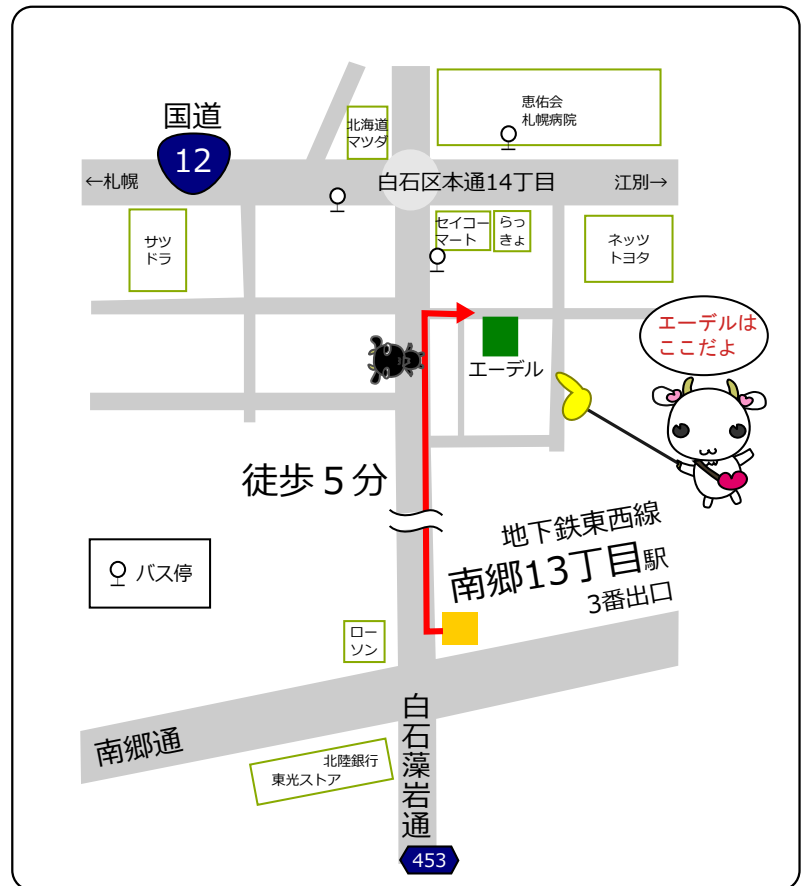 国道
12
北海道
マツダ
恵佑会
札幌病院
←札幌
白石区本通14丁目
江別→
サツ
ドラ
セイコー
マート
らっ
きょ
ネッツ
トヨタ
エーデルは
ここだよ
エーデル
徒歩5分
地下鉄東西線
南郷13丁目駅
3番出口
バス停
ロー
ソン
南郷通
北陸銀行
東光ストア
白石藻岩通
453